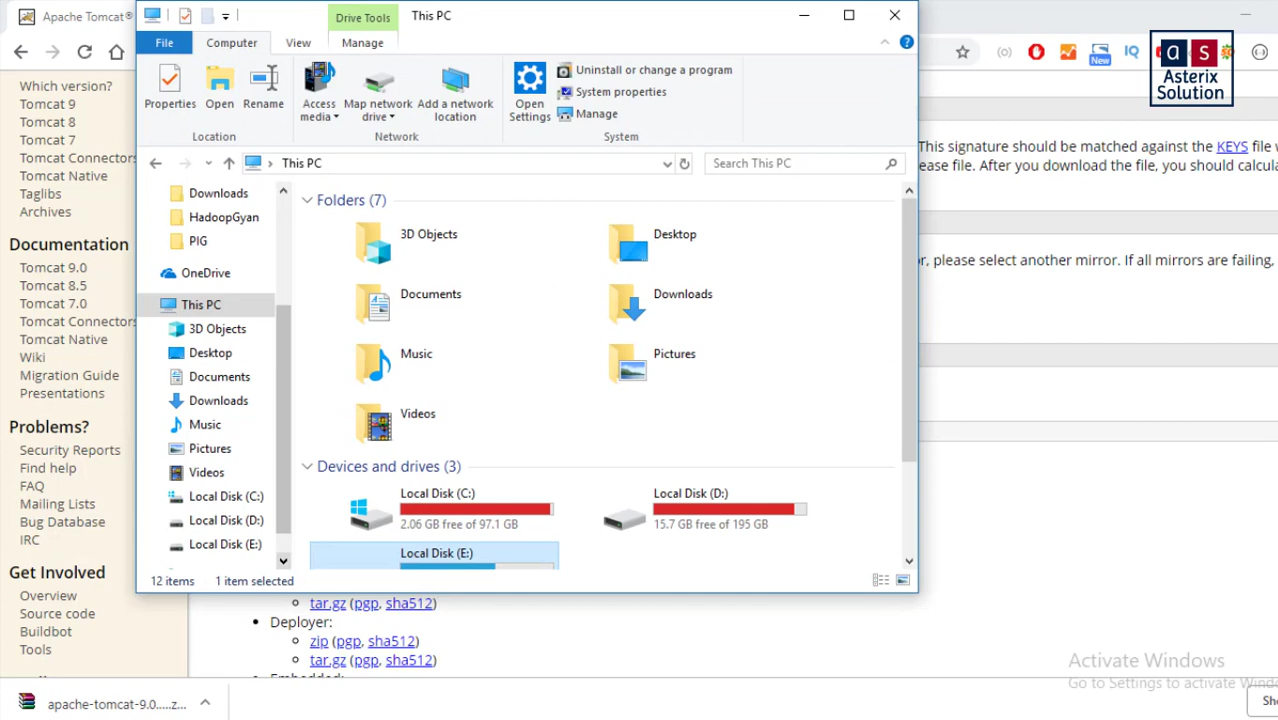 Apache Tomcat®
Drive Tools
This PC
File
Computer
View
Manage
Properties
Open
Rename
Access media
Map network drive
Add a network location
Open Settings
Uninstall or change a program
System properties
Manage
Location
Network
System
This PC
Search This PC
New
IQ
a s
Asterix
Solution
Which version?
Tomcat 9
Tomcat 8
Tomcat 7
Tomcat Connectors
Tomcat Native
Taglibs
Archives
Documentation
Tomcat 9.0
Tomcat 8.5
Tomcat 7.0
Tomcat Connectors
Tomcat Native
Wiki
Migration Guide
Presentations
Problems?
Security Reports
Find help
FAQ
Mailing Lists
Bug Database
IRC
Get Involved
Overview
Source code
Buildbot
Tools
Downloads
HadoopGyan
PIG
OneDrive
This PC
3D Objects
Desktop
Documents
Downloads
Music
Pictures
Videos
Local Disk (C:)
Local Disk (D:)
Local Disk (E:)
Folders (7)
3D Objects
Desktop
Documents
Downloads
Music
Pictures
Videos
Devices and drives (3)
Local Disk (C:)
2.06 GB free of 97.1 GB
Local Disk (D:)
15.7 GB free of 195 GB
Local Disk (E:)
12 items
1 item selected
This signature should be matched against the KEYS file
ease file. After you download the file, you should
, please select another mirror. If all mirrors are failing,
tar.gz (pgp, sha512)
Deployer:
zip (pgp, sha512)
tar.gz (pgp, sha512)
Activate Windows
Go to Settings to activate
apache-tomcat-9.0.....z...